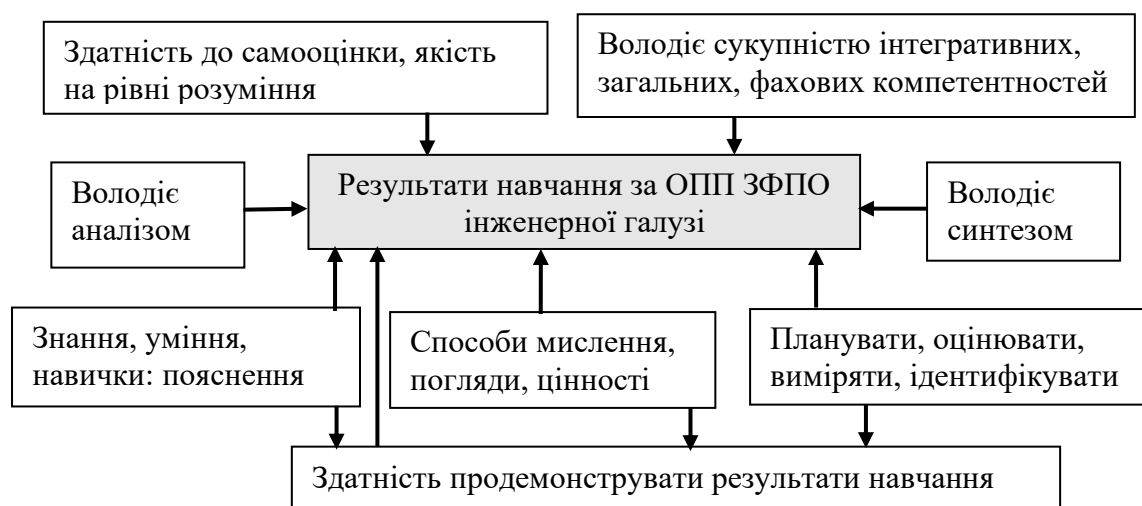 Здатність до самооцінки, якість
на рівні розуміння
Володіє сукупністю інтегративних,
загальних, фахових компетентностей
Володіє
аналізом
Результати навчання за ОПП ЗФПО
інженерної галузі
Володіє
синтезом
Знання, уміння,
навички: пояснення
Способи мислення,
погляди, цінності
Планувати, оцінювати,
виміряти, ідентифікувати
Здатність продемонструвати результати навчання